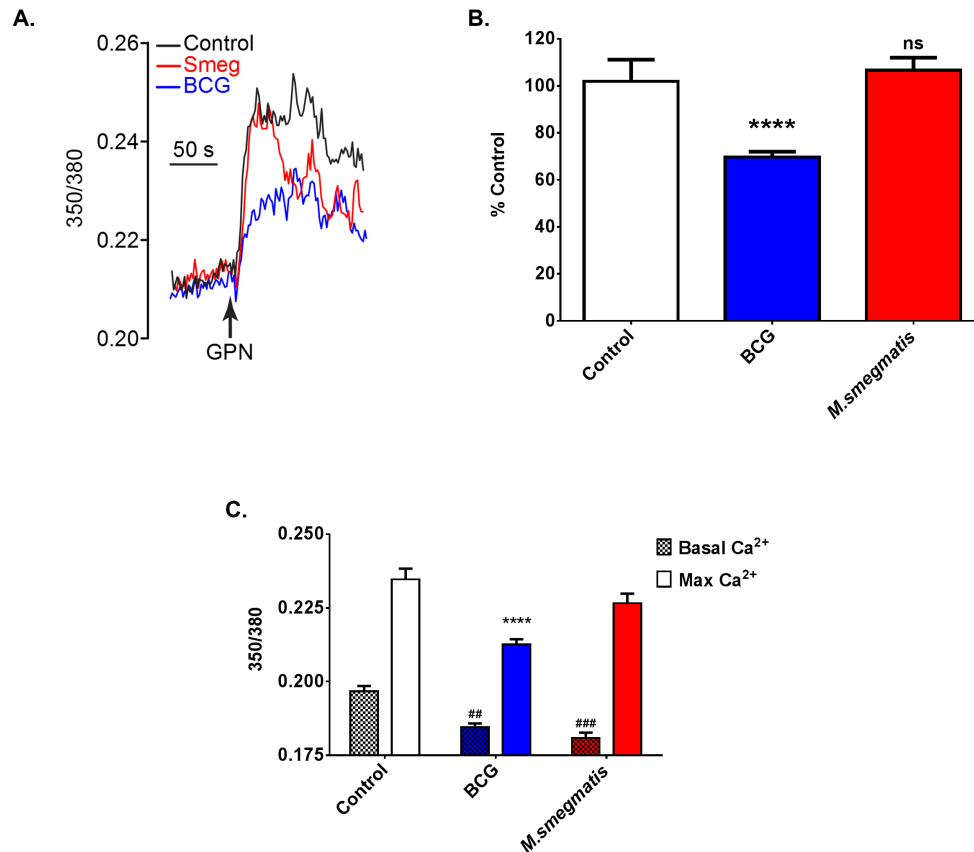 A.
0.26
0.24
0.22
0.20
350/380
Control
Smeg
BCG
50 s
GPN
B.
120
100
80
60
40
20
0
% Control
****
ns
Control
BCG
M.smegmatis
C.
0.250
0.225
0.200
0.175
350/380
##
****
###
Basal Ca²⁺
Max Ca²⁺
Control
BCG
M.smegmatis